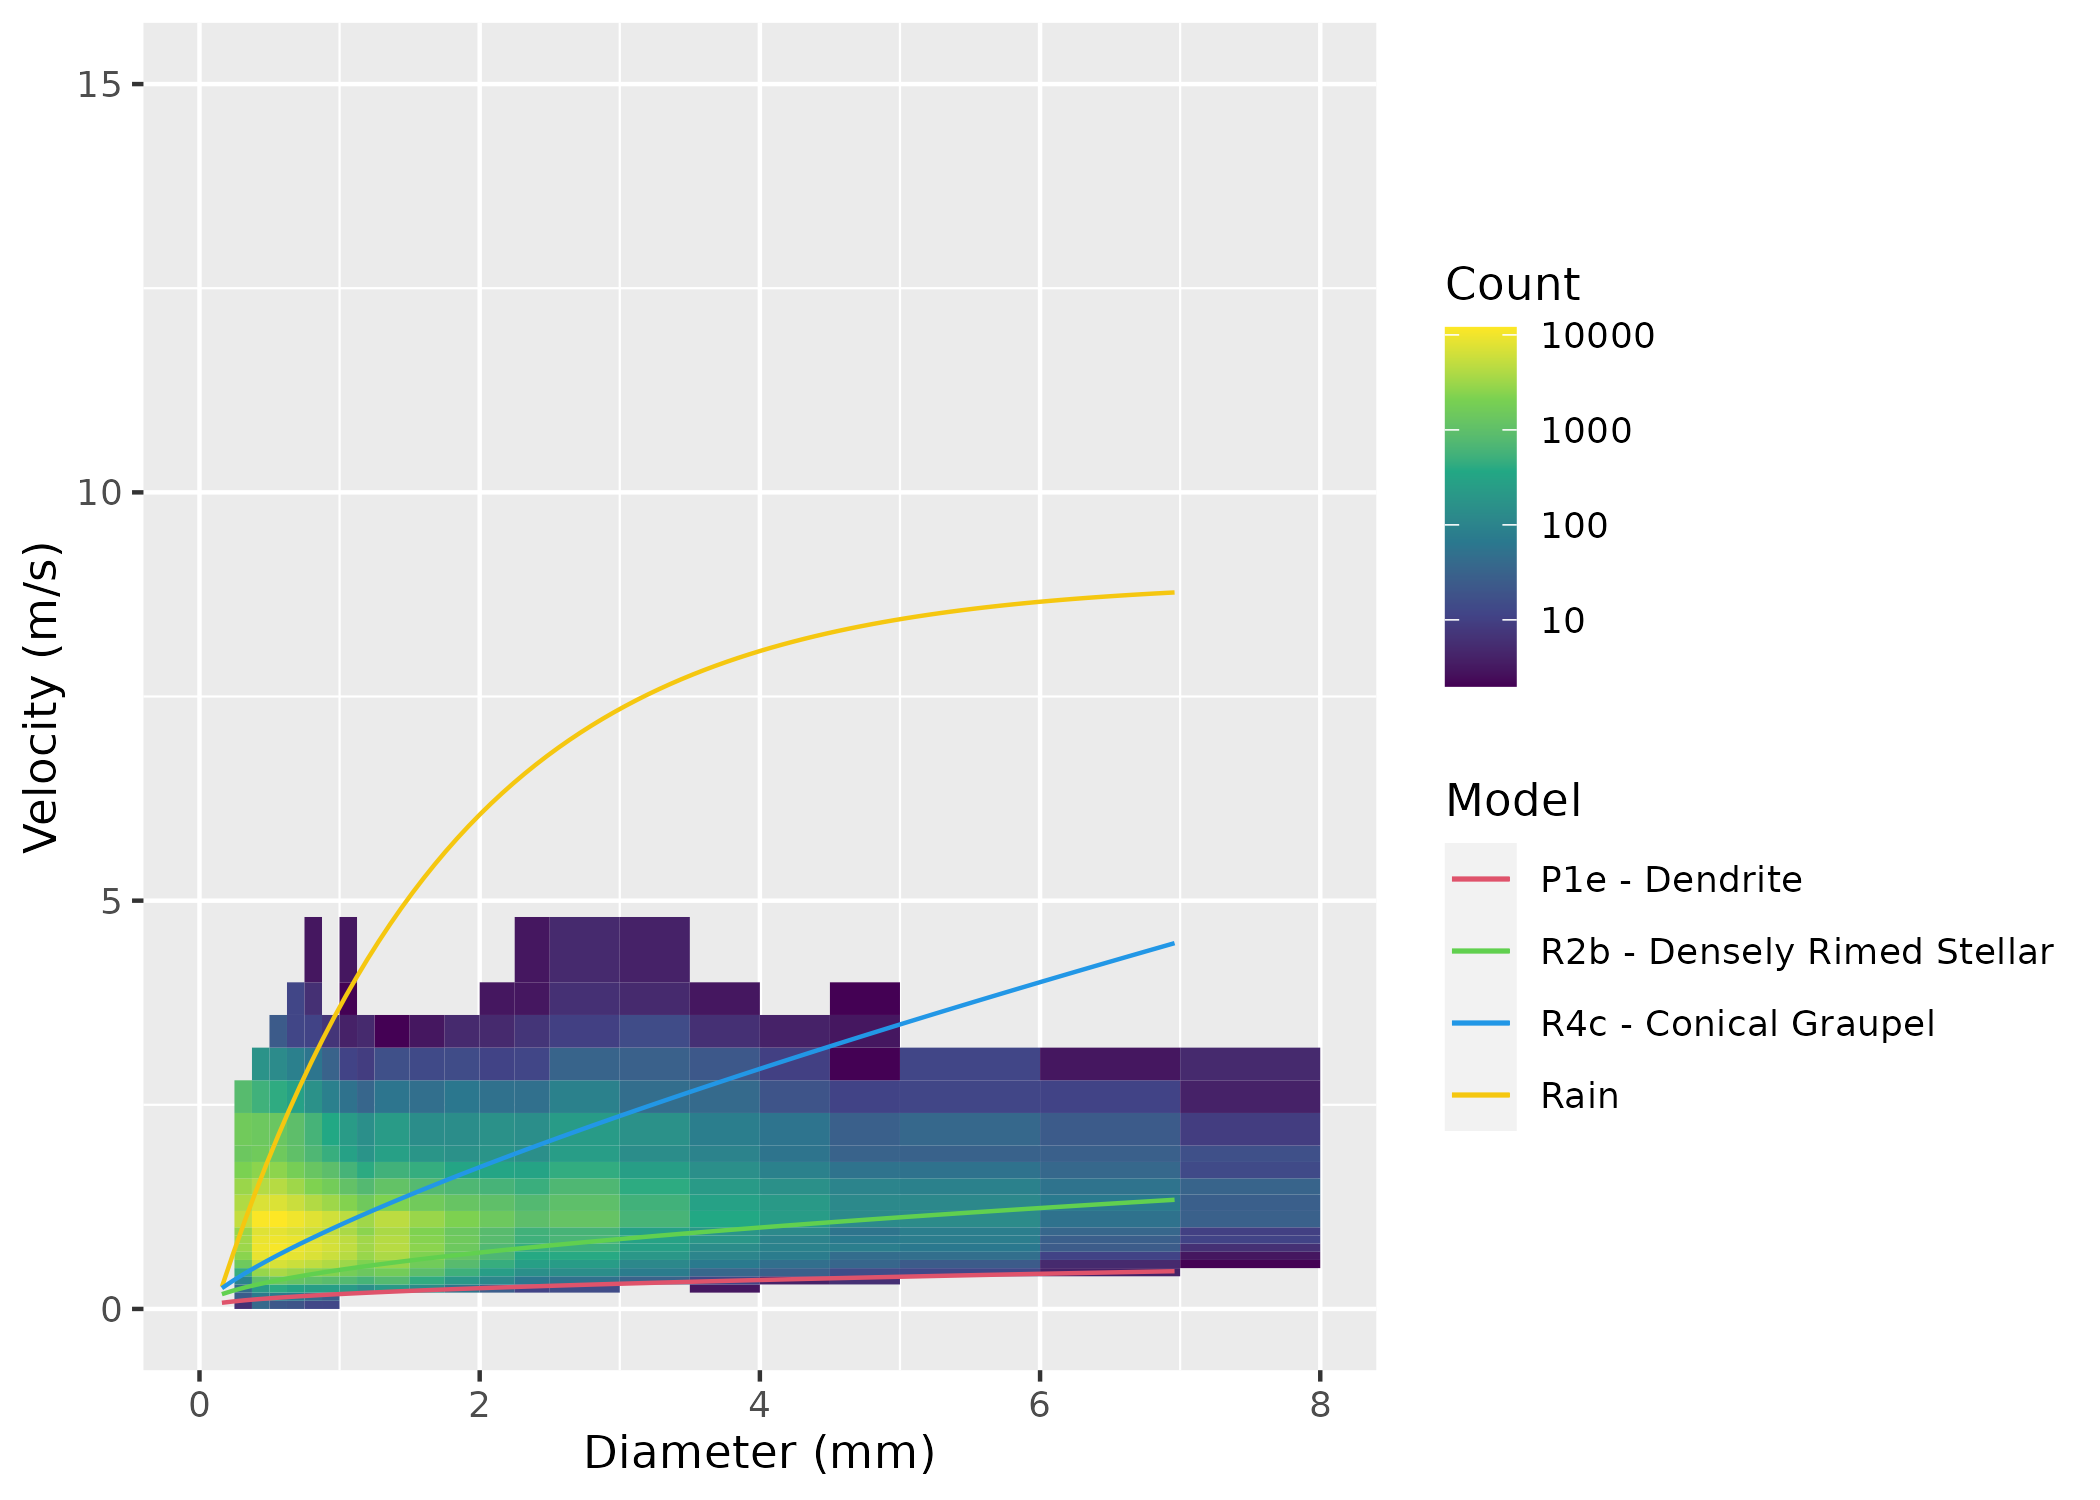 15
10
5
0
0 2 4 6 8
Diameter (mm)
Velocity (m/s)
Count
10000
1000
100
10
Model
P1e - Dendrite
R2b - Densely Rimed Stellar
R4c - Conical Graupel
Rain